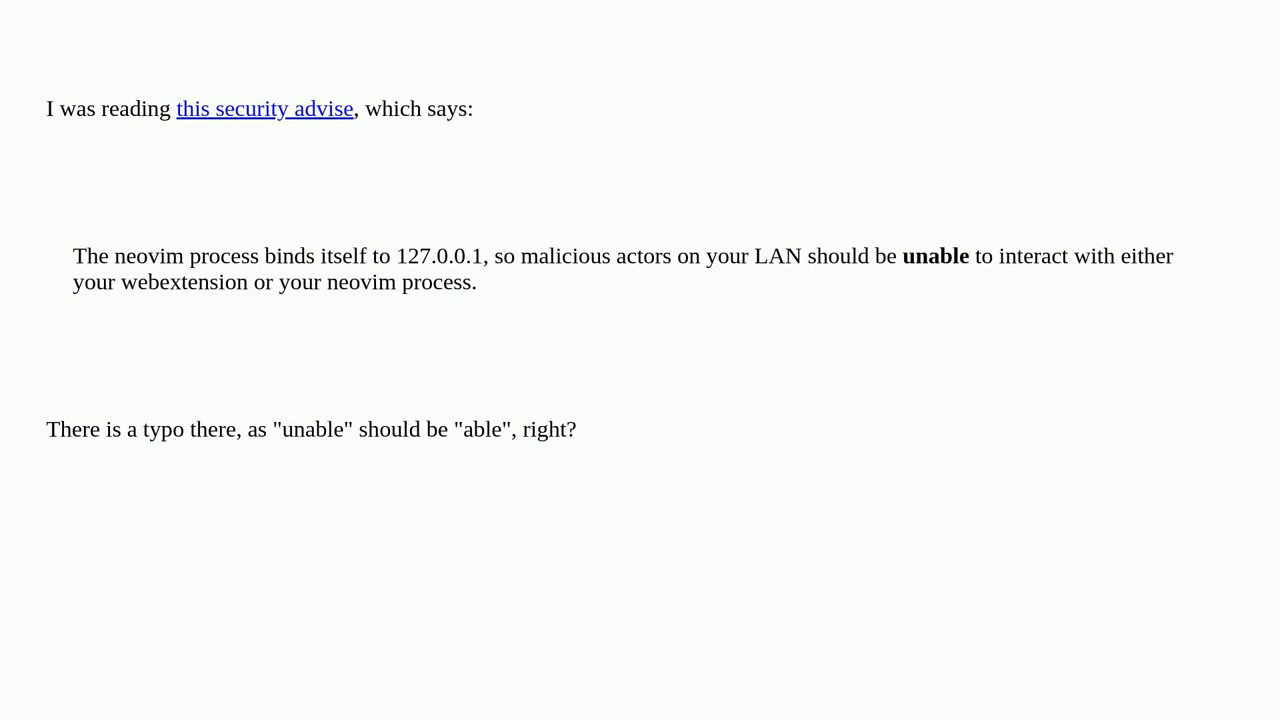 I was reading this security advise, which says:
The neovim process binds itself to 127.0.0.1, so malicious actors on your LAN should be unable to interact with either
your webextension or your neovim process.
There is a typo there, as "unable" should be "able", right?